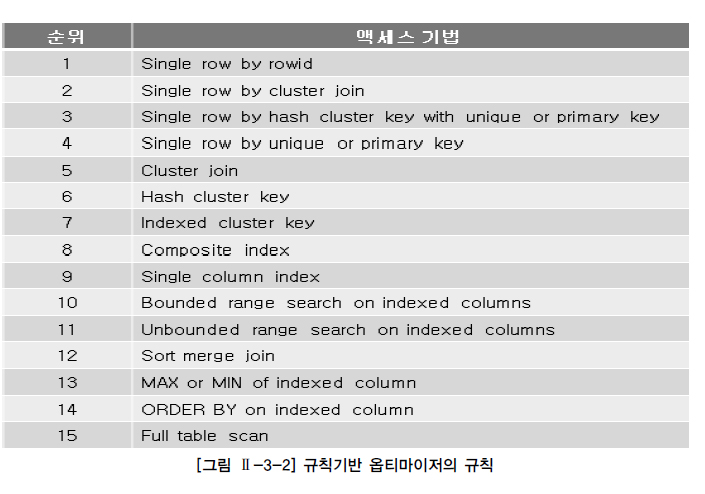 순위 액세스 기법
1 Single row by rowid
2 Single row by cluster join
3 Single row by hash cluster key with unique or primary key
4 Single row by unique or primary key
5 Cluster join
6 Hash cluster key
7 Indexed cluster key
8 Composite index
9 Single column index
10 Bounded range search on indexed columns
11 Unbounded range search on indexed columns
12 Sort merge join
13 MAX or MIN of indexed column
14 ORDER BY on indexed column
15 Full table scan
[그림 Ⅱ-3-2] 규칙기반 옵티마이저의 규칙